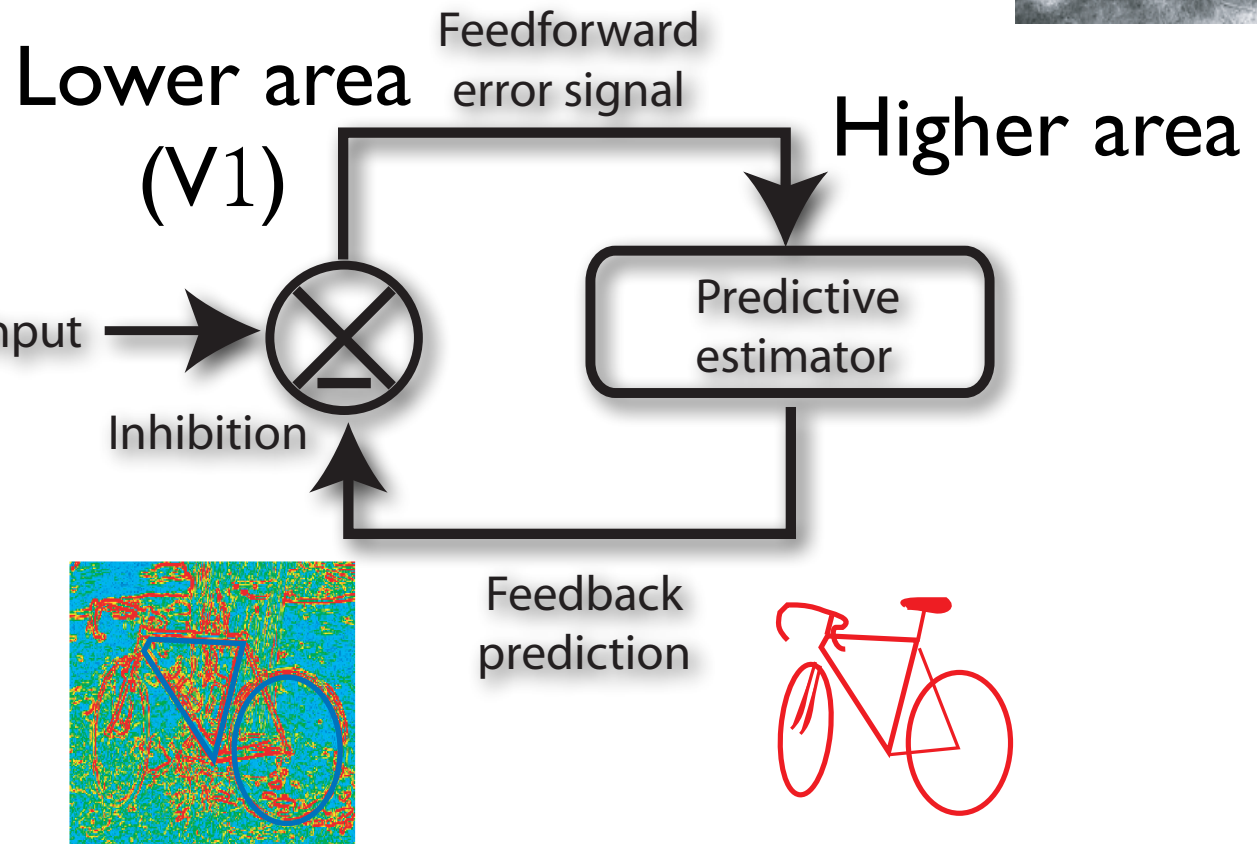 Feedforward
error signal
Lower area
(V1)
Higher area
Predictive
estimator
nput
Inhibition
Feedback
prediction